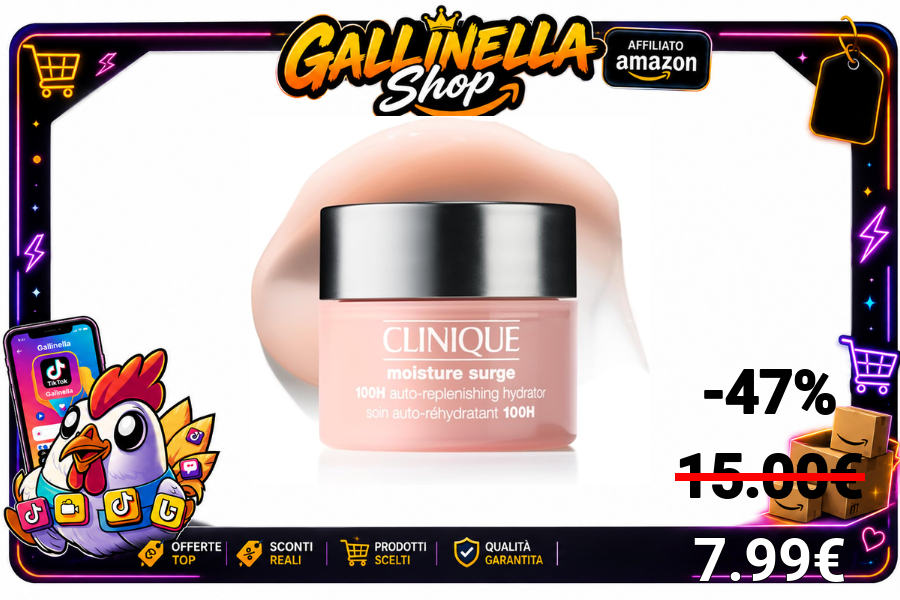 GALLINELLA
Shop
AFFILIATO
amazon
CLINIQUE
moisture surge
100H auto-replenishing hydrator
soin auto-réhydratant 100H
Gallinella
TikTok
Gallinella
-47%
15.00€
7.99€
OFFERTE
TOP
SCONTI
REALI
PRODOTTI
SCELTI
QUALITÀ
GARANTITA